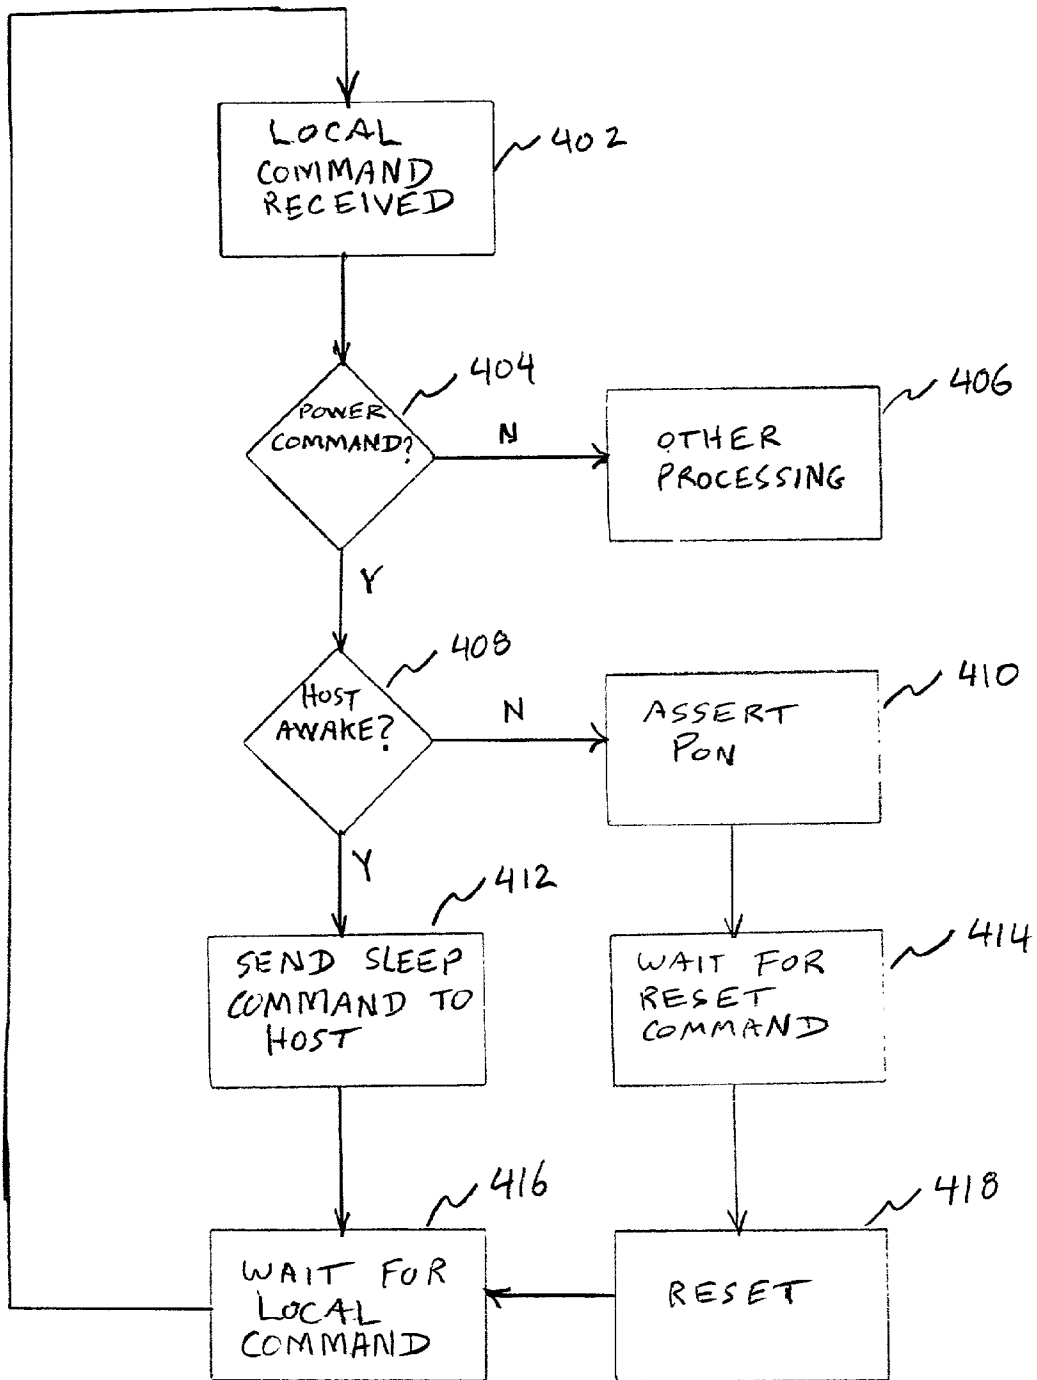 LOCAL
COMMAND
RECEIVED
402
POWER
COMMAND?
404
N
OTHER
PROCESSING
406
Y
HOST
AWAKE?
408
N
ASSERT
PON
410
Y
SEND SLEEP
COMMAND TO
HOST
412
WAIT FOR
RESET
COMMAND
414
WAIT FOR
LOCAL
COMMAND
416
RESET
418